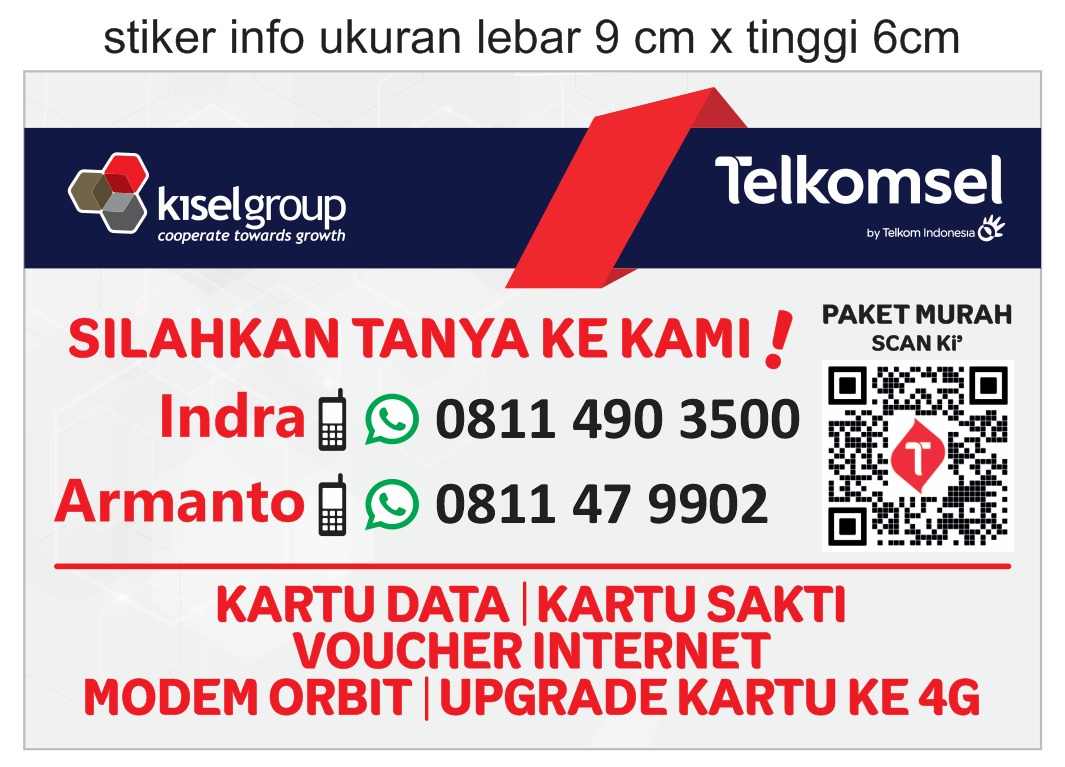 stiker info ukuran lebar 9 cm x tinggi 6cm
kiselgroup
cooperate towards growth
Telkomsel
by Telkom Indonesia
SILAHKAN TANYA KE KAMI !
PAKET MURAH
SCAN Ki’
Indra 0811 490 3500
Armanto 0811 47 9902
KARTU DATA | KARTU SAKTI
VOUCHER INTERNET
MODEM ORBIT | UPGRADE KARTU KE 4G